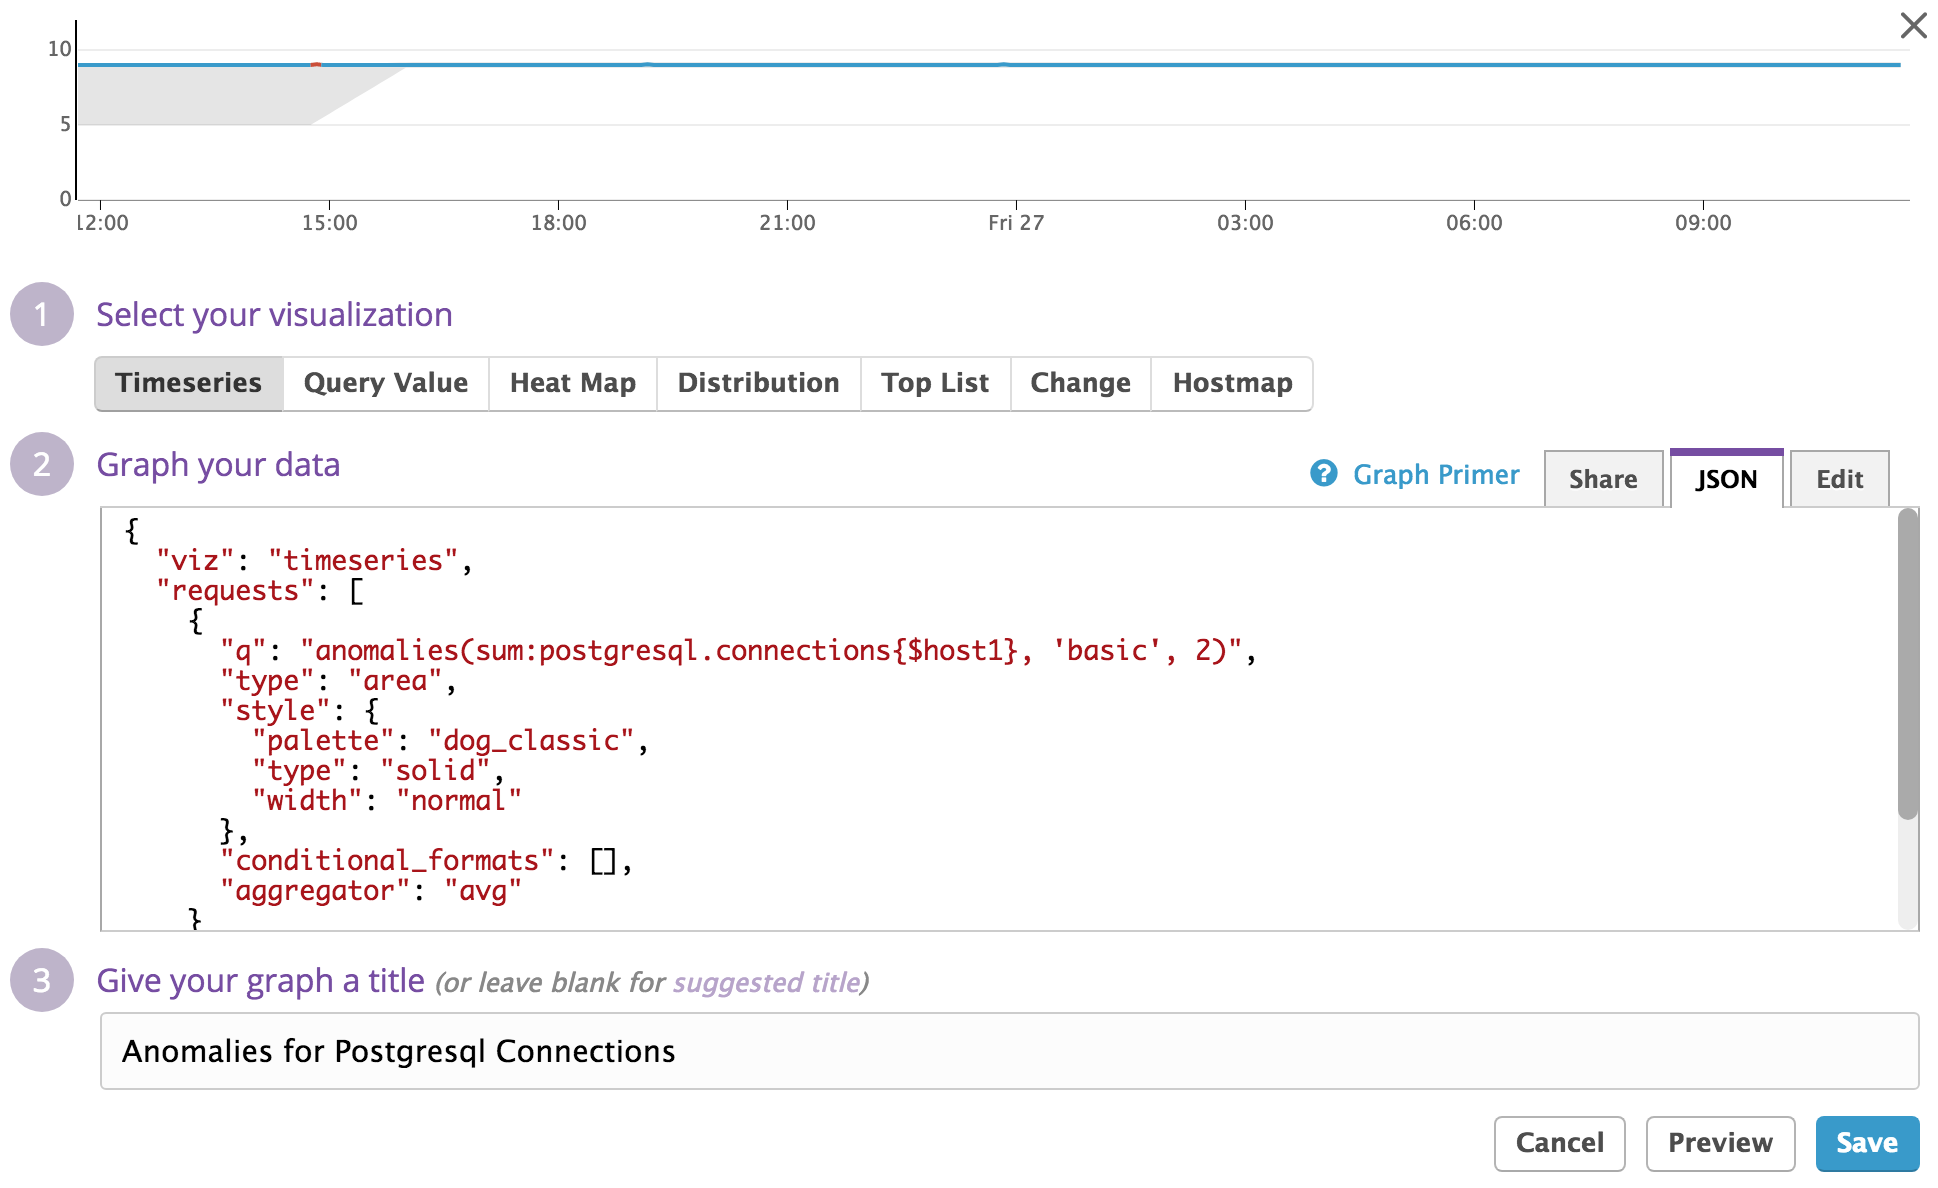 10
5
0
12:00 15:00 18:00 21:00 Fri 27 03:00 06:00 09:00
1 Select your visualization
Timeseries Query Value Heat Map Distribution Top List Change Hostmap
2 Graph your data
? Graph Primer Share JSON Edit
{
"viz": "timeseries",
"requests": [
{
"q": "anomalies(sum:postgresql.connections{$host1}, 'basic', 2)",
"type": "area",
"style": {
"palette": "dog_classic",
"type": "solid",
"width": "normal"
},
"conditional_formats": [],
"aggregator": "avg"
}
3 Give your graph a title (or leave blank for suggested title)
Anomalies for Postgresql Connections
Cancel Preview Save